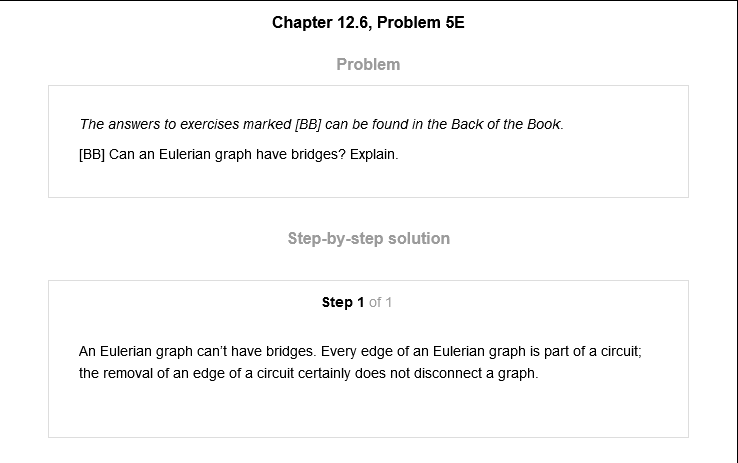 Chapter 12.6, Problem 5E
Problem
The answers to exercises marked [BB] can be found in the Back of the Book.
[BB] Can an Eulerian graph have bridges? Explain.
Step-by-step solution
Step 1 of 1
An Eulerian graph can't have bridges. Every edge of an Eulerian graph is part of a circuit;
the removal of an edge of a circuit certainly does not disconnect a graph.